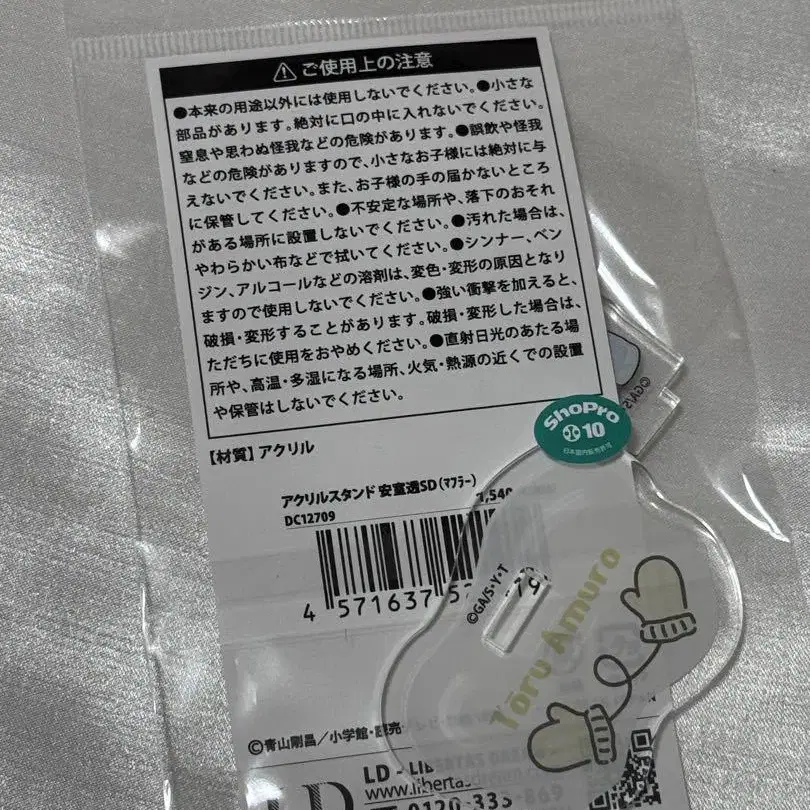 ⚠ ご使用上の注意
●本来の用途以外には使用しないでください。●小さな
部品があります。絶対に口の中に入れないでください。
窒息や思わぬ怪我などの危険があります。●誤飲や怪我
などの危険がありますので、小さなお子様には絶対に与
えないでください。また、お子様の手の届かないところ
に保管してください。●不安定な場所や、落下のおそれ
がある場所に設置しないでください。●汚れた場合は、
やわらかい布などで拭いてください。●シンナー、ベン
ジン、アルコールなどの溶剤は、変色・変形の原因となり
ますので使用しないでください。●強い衝撃を加えると、
破損・変形することがあります。破損・変形した場合は、
ただちに使用をおやめください。●直射日光のあたる場
所や、高温・多湿になる場所、火気・熱源の近くでの設置
や保管はしないでください。
【材質】アクリル
ShoPro
10
日本国内販売許可
アクリルスタンド 安室透SD(マフラー) 1,540
DC12709
4 571637 5
19
©GA/S・Y・T
Tōru Amuro
©青山剛昌/小学館・読売
LD - LIB
www.liberta
0120-335-869